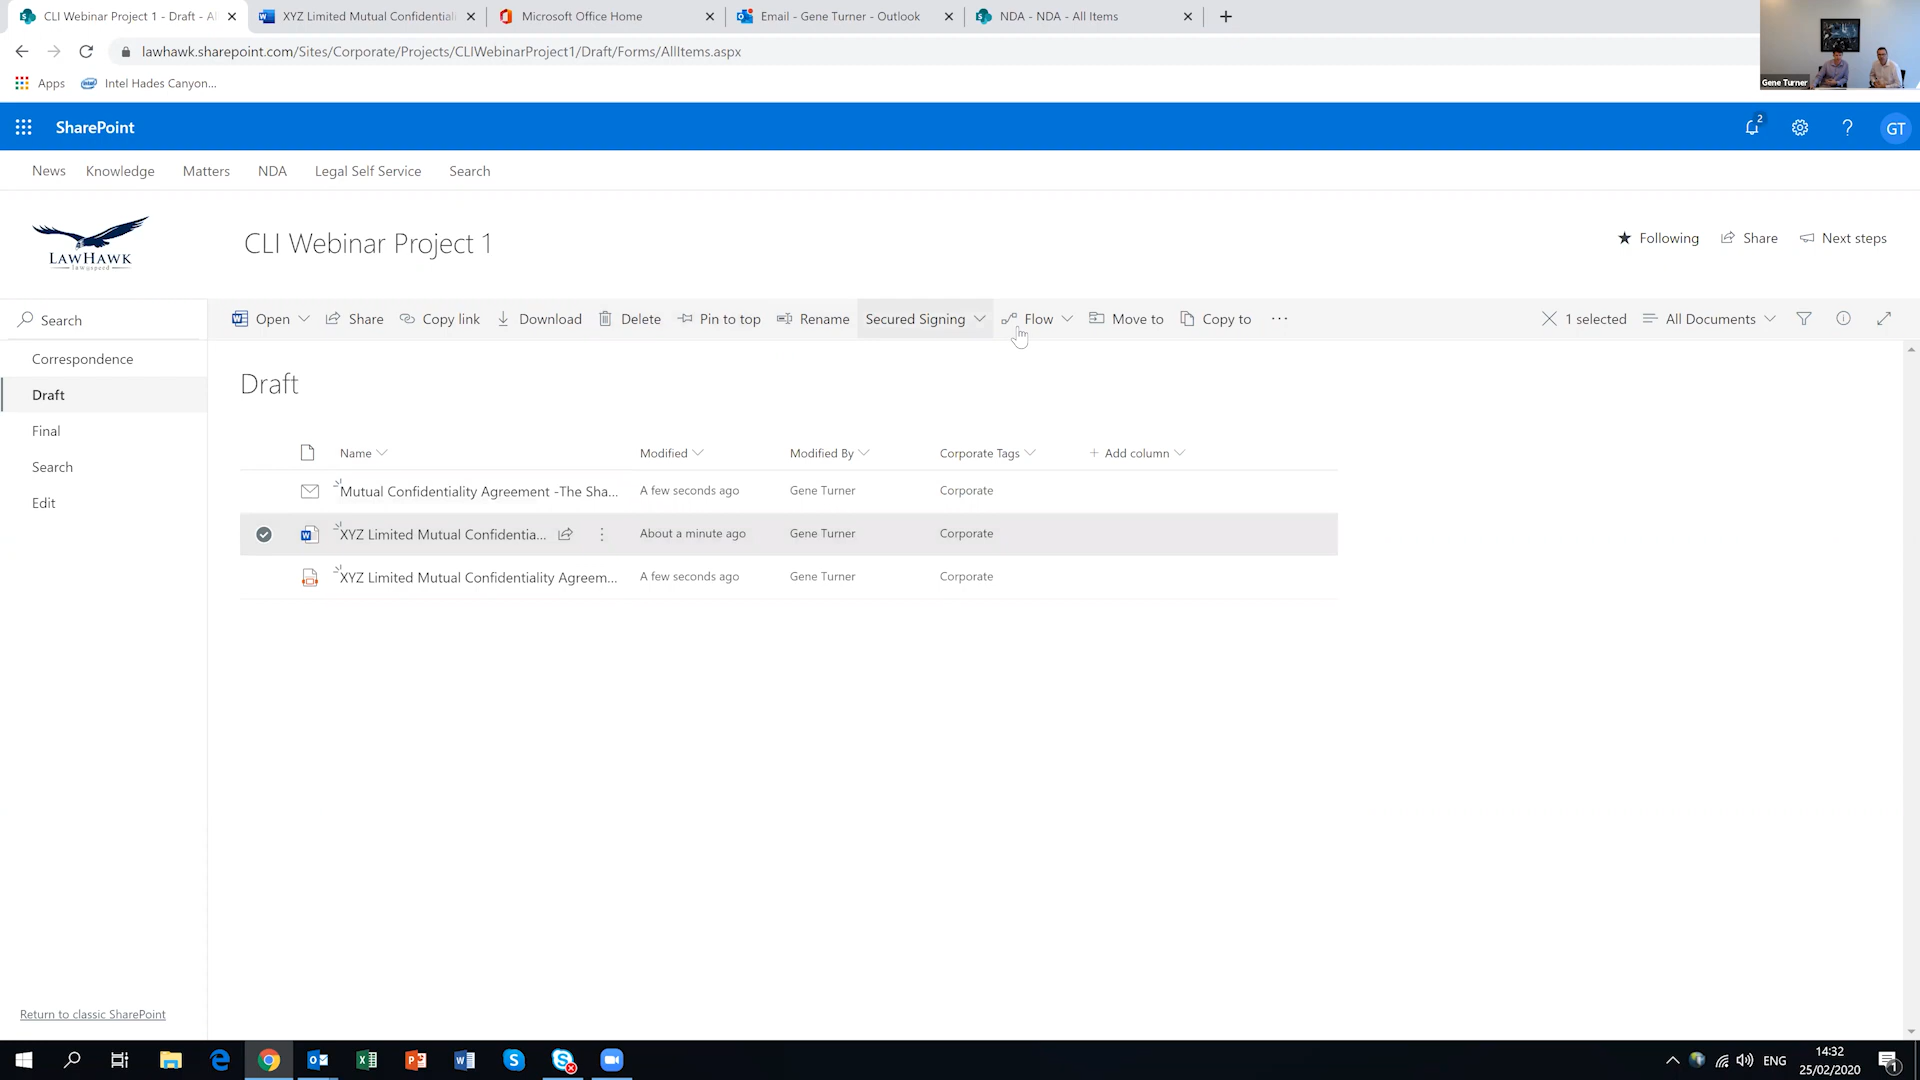 CLI Webinar Project 1 - Draft - Al
XYZ Limited Mutual Confidential
Microsoft Office Home
Email - Gene Turner - Outlook
NDA - NDA - All Items
lawhawk.sharepoint.com/Sites/Corporate/Projects/CLIWebinarProject1/Draft/Forms/AllItems.aspx
Gene Turner
Apps
Intel Hades Canyon...
SharePoint
2
GT
News Knowledge Matters NDA Legal Self Service Search
LAWHAWK
CLI Webinar Project 1
Following Share Next steps
Search
Open Share Copy link Download Delete Pin to top Rename Secured Signing Flow Move to Copy to ···
1 selected All Documents
Correspondence
Draft
Final
Search
Edit
Draft
Name Modified Modified By Corporate Tags + Add column
Mutual Confidentiality Agreement -The Sha... A few seconds ago Gene Turner Corporate
XYZ Limited Mutual Confidentia... About a minute ago Gene Turner Corporate
XYZ Limited Mutual Confidentiality Agreem... A few seconds ago Gene Turner Corporate
Return to classic SharePoint
ENG
14:32
25/02/2020
1